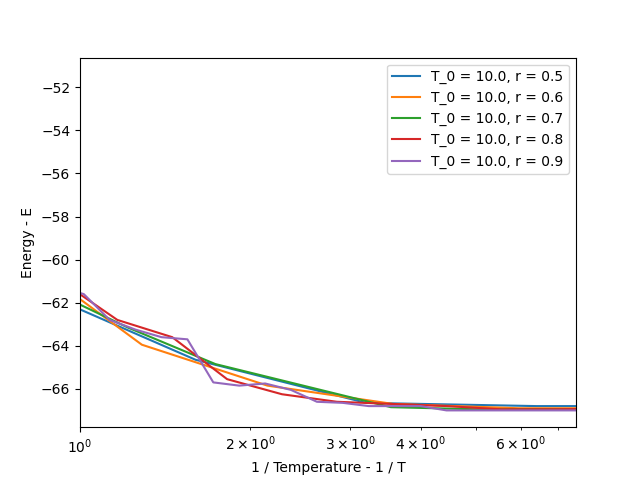 −52
−54
−56
−58
−60
−62
−64
−66
Energy - E
T_0 = 10.0, r = 0.5
T_0 = 10.0, r = 0.6
T_0 = 10.0, r = 0.7
T_0 = 10.0, r = 0.8
T_0 = 10.0, r = 0.9
10⁰ 2 × 10⁰ 3 × 10⁰ 4 × 10⁰ 6 × 10⁰
1 / Temperature - 1 / T